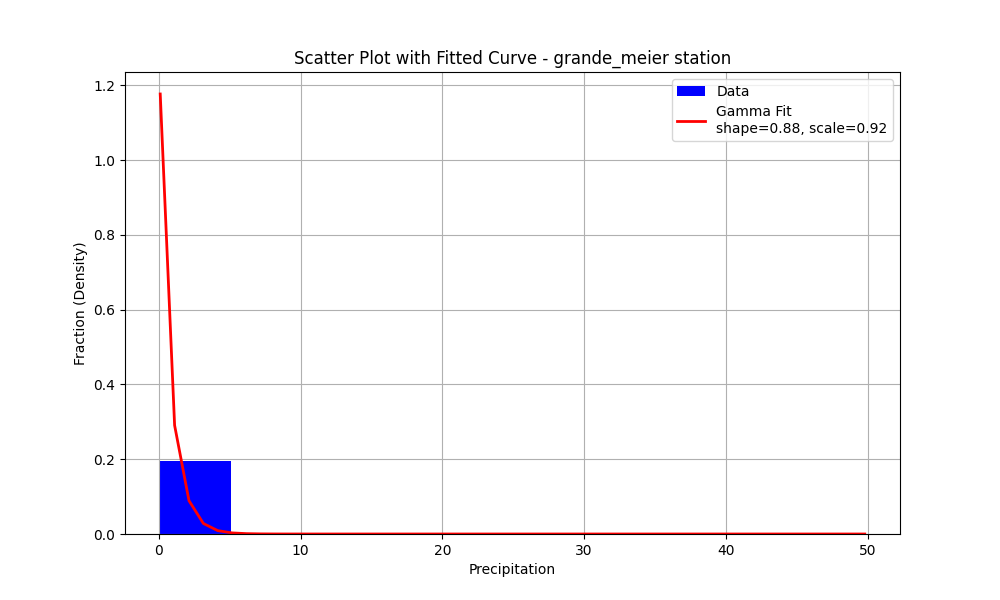 Scatter Plot with Fitted Curve - grande_meier station
Data
Gamma Fit
shape=0.88, scale=0.92
Fraction (Density)
1.2
1.0
0.8
0.6
0.4
0.2
0.0
0 10 20 30 40 50
Precipitation